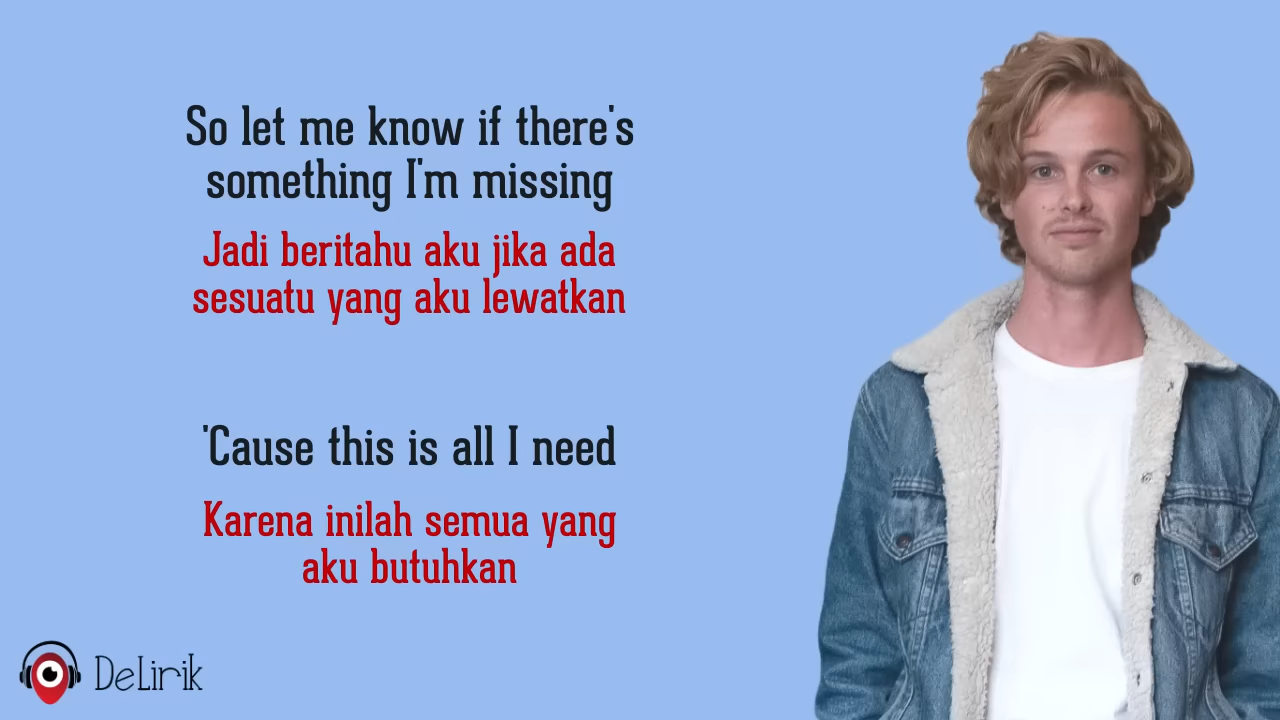 So let me know if there's
something I'm missing
Jadi beritahu aku jika ada
sesuatu yang aku lewatkan
'Cause this is all I need
Karena inilah semua yang
aku butuhkan
DeLirik